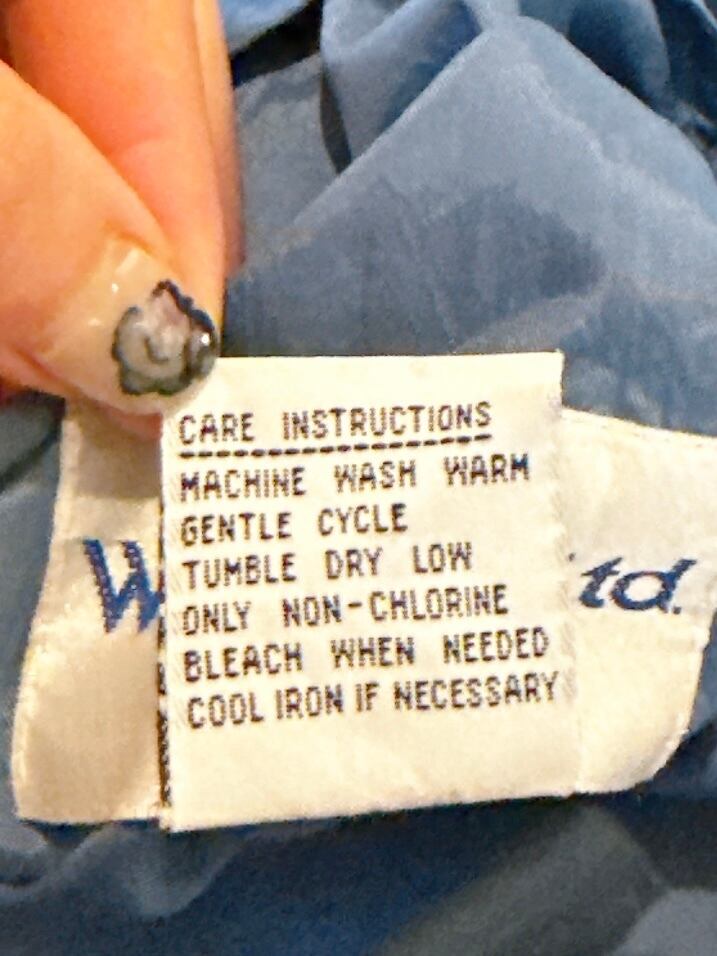 CARE INSTRUCTIONS
MACHINE WASH WARM
GENTLE CYCLE
TUMBLE DRY LOW
ONLY NON-CHLORINE
BLEACH WHEN NEEDED
COOL IRON IF NECESSARY
W td.